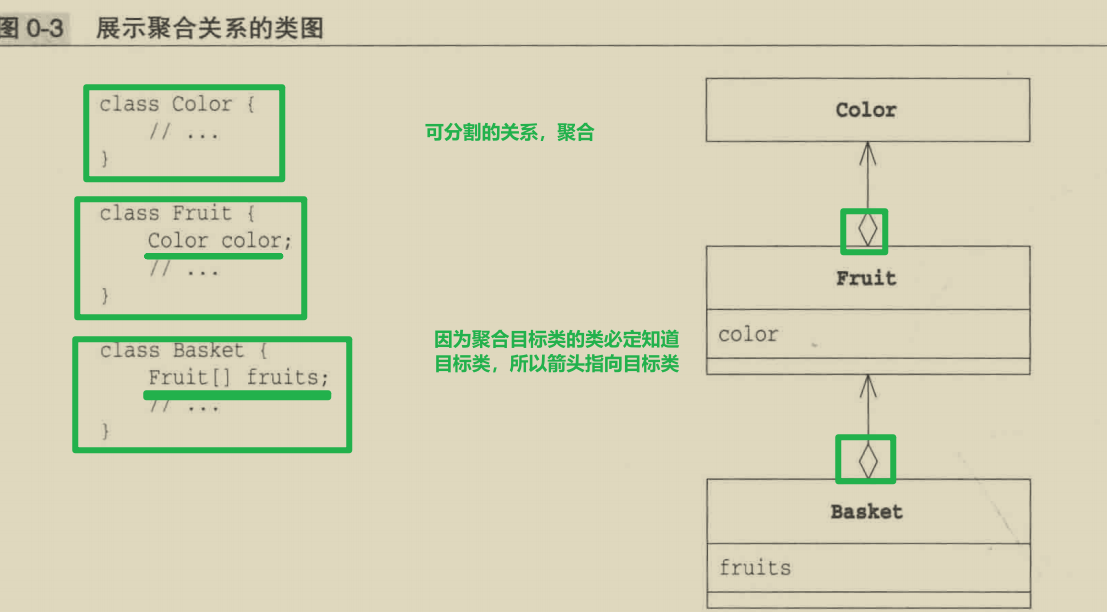 图 0-3 展示聚合关系的类图
class Color {
// ...
}
class Fruit {
Color color;
// ...
}
class Basket {
Fruit[] fruits;
// ...
}
可分割的关系，聚合
因为聚合目标类的类必定知道
目标类，所以箭头指向目标类
Color
Fruit
color
Basket
fruits